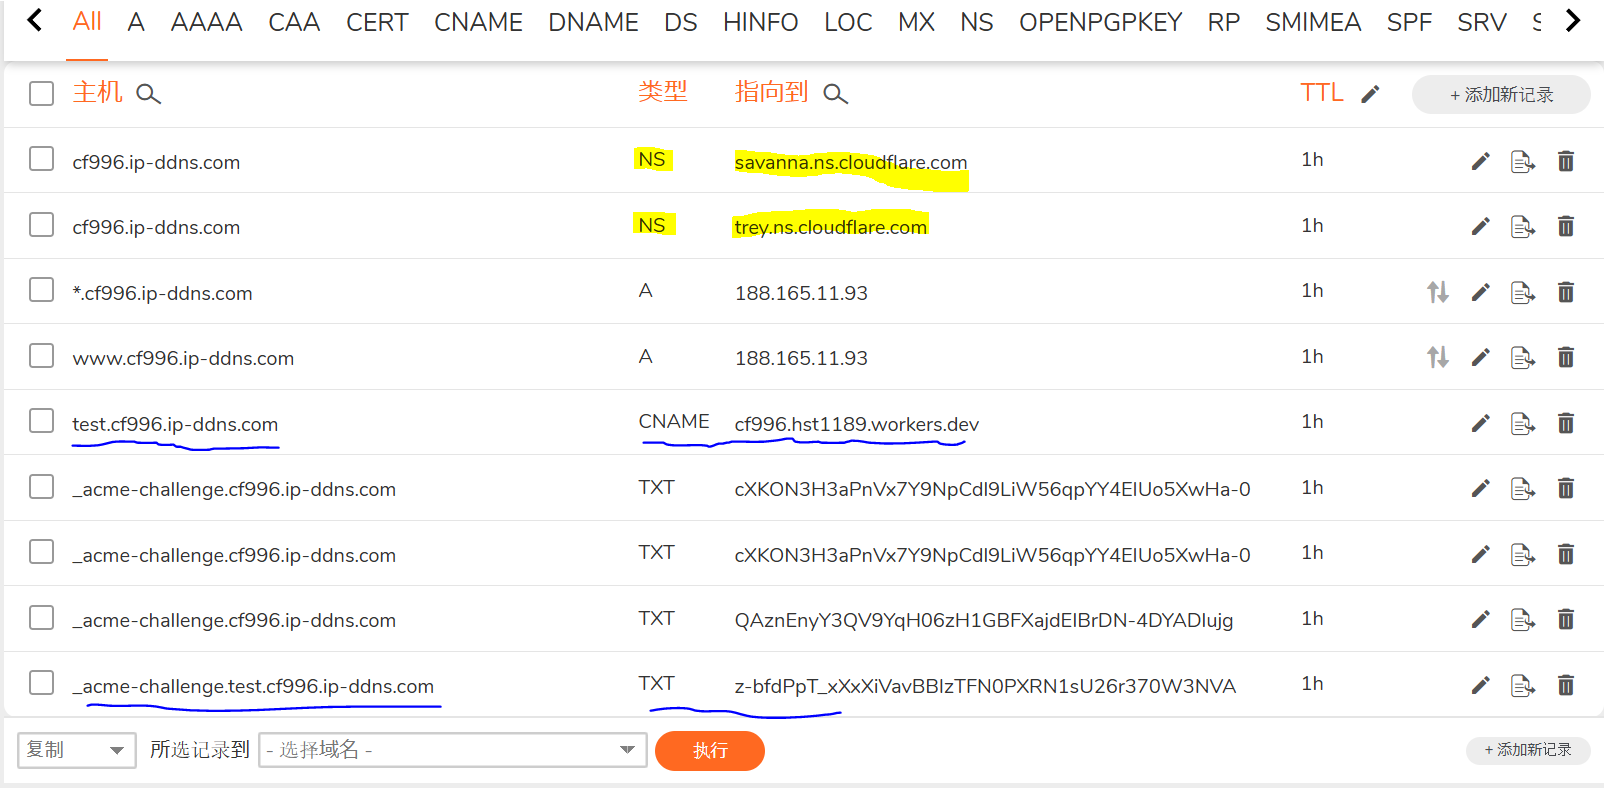 All A AAAA CAA CERT CNAME DNAME DS HINFO LOC MX NS OPENPGPKEY RP SMIMEA SPF SRV
主机 类型 指向到 TTL + 添加新记录
cf996.ip-ddns.com NS savanna.ns.cloudflare.com 1h
cf996.ip-ddns.com NS trey.ns.cloudflare.com 1h
*.cf996.ip-ddns.com A 188.165.11.93 1h
www.cf996.ip-ddns.com A 188.165.11.93 1h
test.cf996.ip-ddns.com CNAME cf996.hst1189.workers.dev 1h
_acme-challenge.cf996.ip-ddns.com TXT cXKON3H3aPnVx7Y9NpCdI9LiW56qpYY4EIUo5XwHa-0 1h
_acme-challenge.cf996.ip-ddns.com TXT cXKON3H3aPnVx7Y9NpCdI9LiW56qpYY4EIUo5XwHa-0 1h
_acme-challenge.cf996.ip-ddns.com TXT QAznEnyY3QV9YqH06zH1GBFXajdEIBrDN-4DYADIujg 1h
_acme-challenge.test.cf996.ip-ddns.com TXT z-bfdPpT_xXxXiVavBBIzTFN0PXRN1sU26r370W3NVA 1h
复制 所选记录到 - 选择域名 - 执行 + 添加新记录